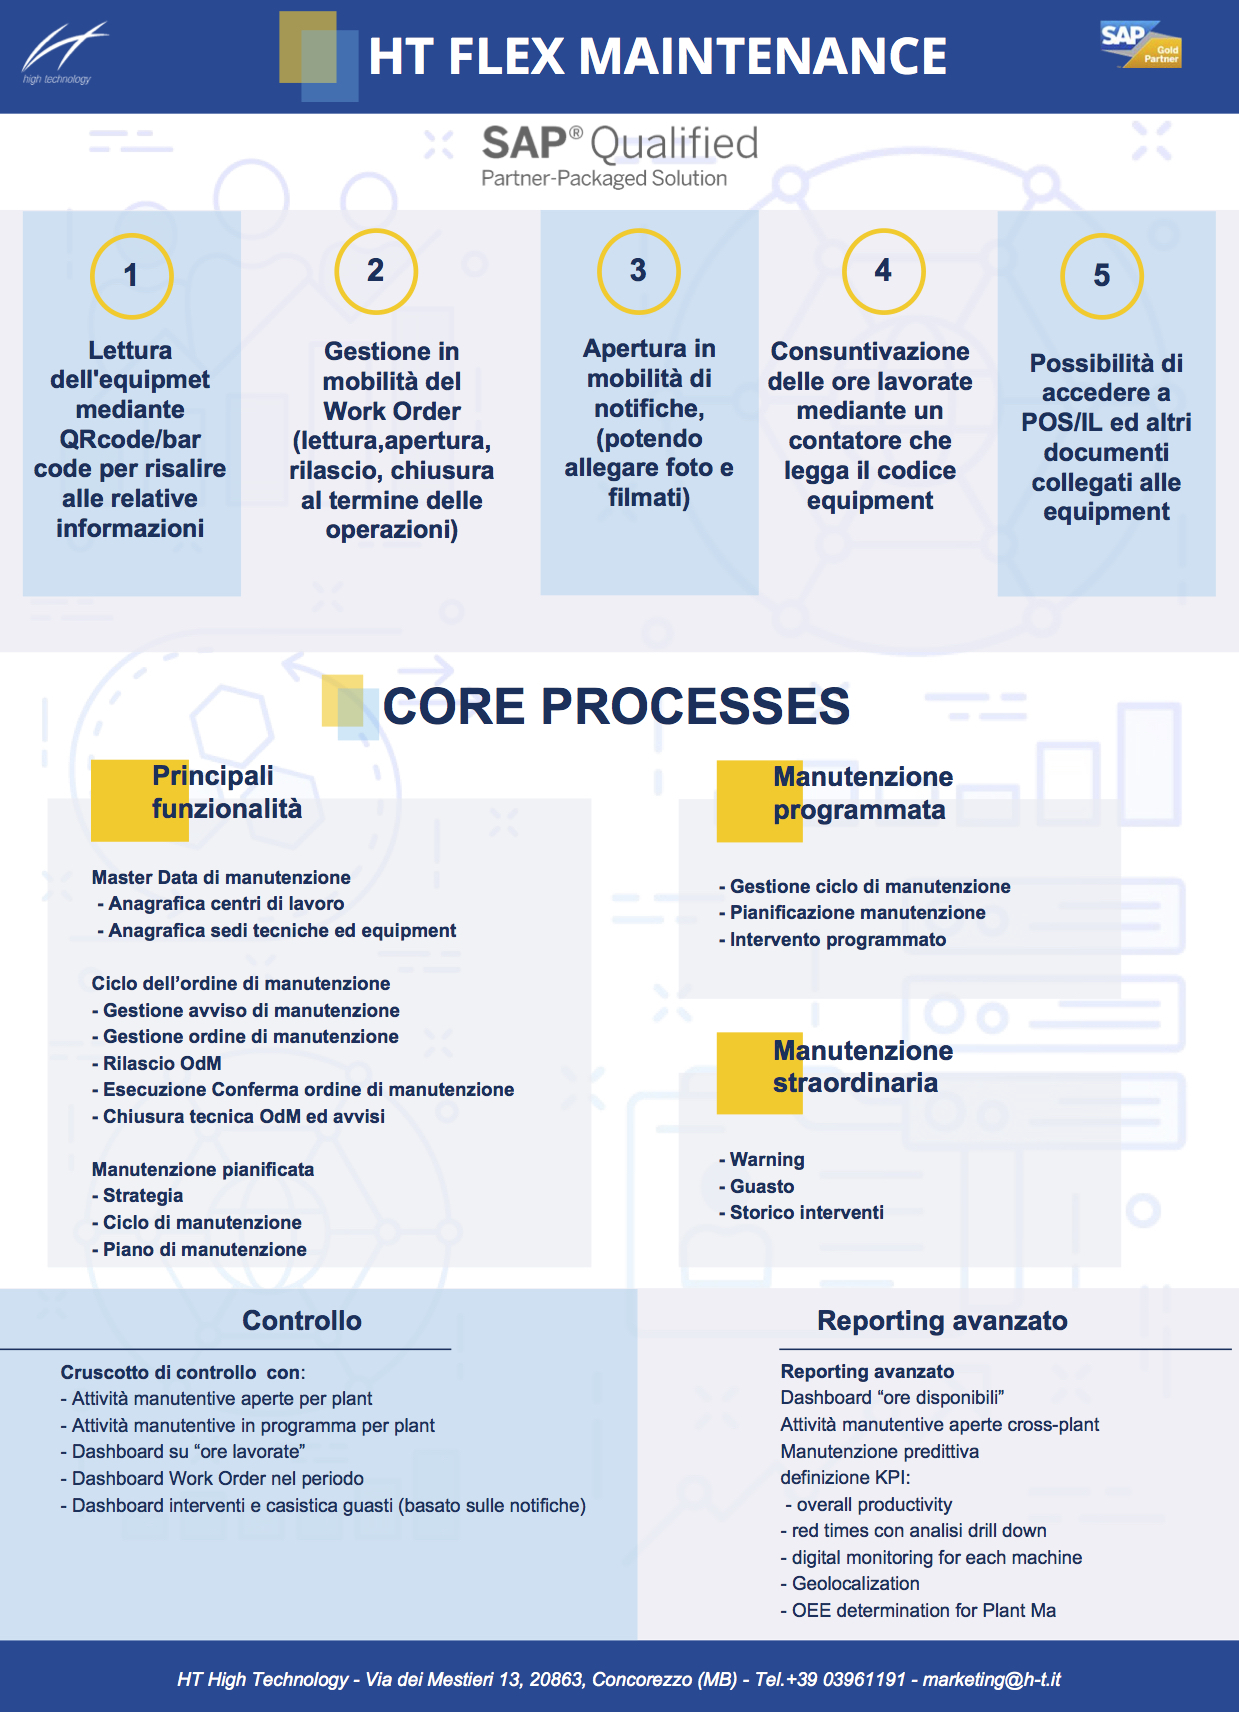 high technology
HT FLEX MAINTENANCE
SAP
Gold
Partner
SAP® Qualified
Partner-Packaged Solution
1
Lettura
dell'equipmet
mediante
QRcode/bar
code per risalire
alle relative
informazioni
2
Gestione in
mobilità del
Work Order
(lettura,apertura,
rilascio, chiusura
al termine delle
operazioni)
3
Apertura in
mobilità di
notifiche,
(potendo
allegare foto e
filmati)
4
Consuntivazione
delle ore lavorate
mediante un
contatore che
legga il codice
equipment
5
Possibilità di
accedere a
POS/IL ed altri
documenti
collegati alle
equipment
CORE PROCESSES
Principali
funzionalità
Master Data di manutenzione
- Anagrafica centri di lavoro
- Anagrafica sedi tecniche ed equipment
Ciclo dell’ordine di manutenzione
- Gestione avviso di manutenzione
- Gestione ordine di manutenzione
- Rilascio OdM
- Esecuzione Conferma ordine di manutenzione
- Chiusura tecnica OdM ed avvisi
Manutenzione pianificata
- Strategia
- Ciclo di manutenzione
- Piano di manutenzione
Manutenzione
programmata
- Gestione ciclo di manutenzione
- Pianificazione manutenzione
- Intervento programmato
Manutenzione
straordinaria
- Warning
- Guasto
- Storico interventi
Controllo
Cruscotto di controllo  con:
- Attività manutentive aperte per plant
- Attività manutentive in programma per plant
- Dashboard su “ore lavorate”
- Dashboard Work Order nel periodo
- Dashboard interventi e casistica guasti (basato sulle notifiche)
Reporting avanzato
Reporting avanzato
Dashboard “ore disponibili”
Attività manutentive aperte cross-plant
Manutenzione predittiva
definizione KPI:
- overall productivity
- red times con analisi drill down
- digital monitoring for each machine
- Geolocalization
- OEE determination for Plant Ma
HT High Technology - Via dei Mestieri 13, 20863, Concorezzo (MB) - Tel.+39 03961191 - marketing@h-t.it